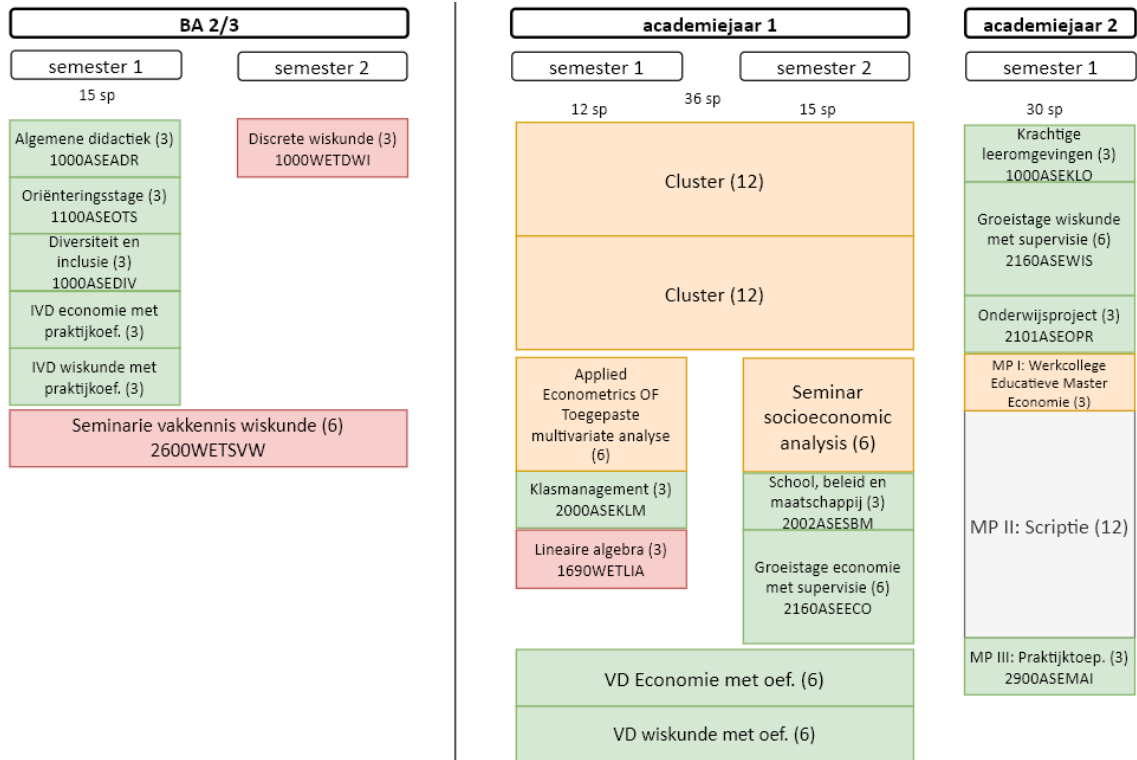 BA 2/3
semester 1
semester 2
15 sp
Algemene didactiek (3)
1000ASEADR
Oriënteringsstage (3)
1100ASEOTS
Diversiteit en
inclusie (3)
1000ASEDIV
IVD economie met
praktijkoef. (3)
IVD wiskunde met
praktijkoef. (3)
Discrete wiskunde (3)
1000WETDWI
Seminarie vakkennis wiskunde (6)
2600WETSVW
academiejaar 1
semester 1
semester 2
12 sp
36 sp
15 sp
Cluster (12)
Cluster (12)
Applied
Econometrics OF
Toegepaste
multivariate analyse
(6)
Klasmanagement (3)
2000ASEKLM
Lineaire algebra (3)
1690WETLIA
Seminar
socioeconomic
analysis (6)
School, beleid en
maatschappij (3)
2002ASESBM
Groeistage economie
met supervisie (6)
2160ASEECO
VD Economie met oef. (6)
VD wiskunde met oef. (6)
academiejaar 2
semester 1
30 sp
Krachtige
leeromgevingen (3)
1000ASEKLO
Groeistage wiskunde
met supervisie (6)
2160ASEWIS
Onderwijsproject (3)
2101ASEOPR
MP I: Werkcollege
Educatieve Master
Economie (3)
MP II: Scriptie (12)
MP III: Praktijktoep. (3)
2900ASEMAI